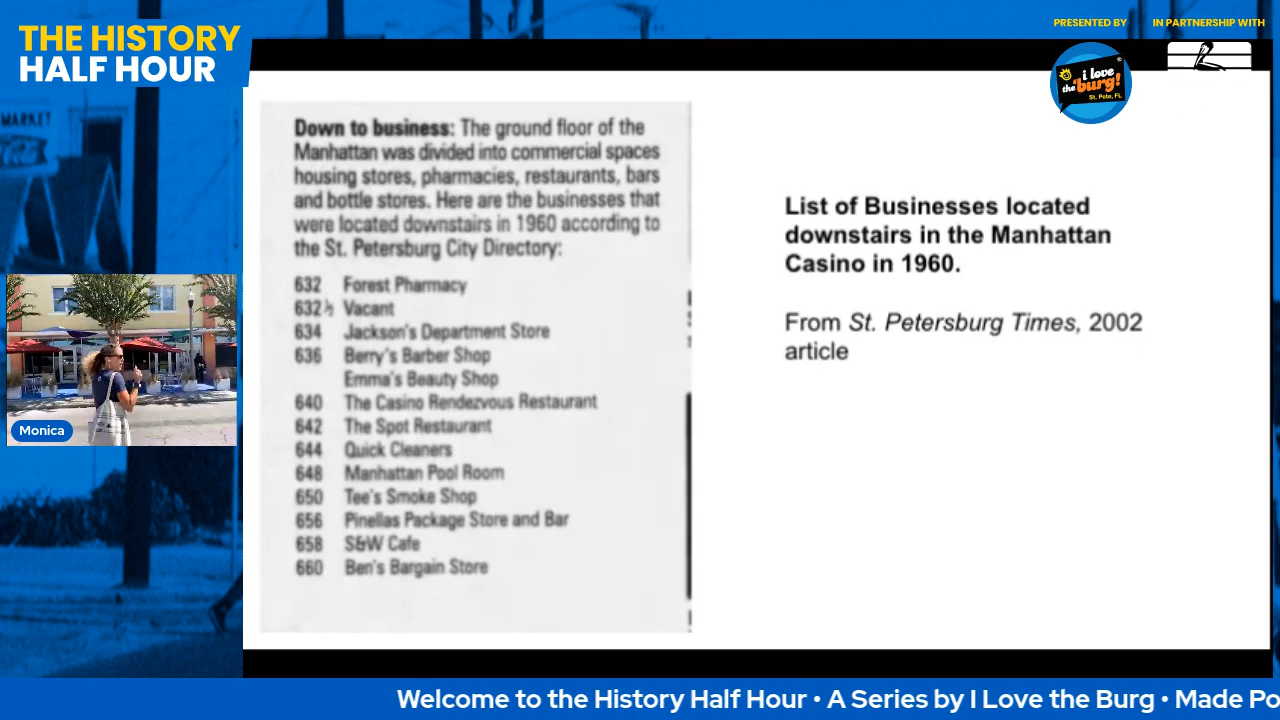 THE HISTORY
HALF HOUR
PRESENTED BY
IN PARTNERSHIP WITH
i love
the burg!
St. Pete, FL
MARKET
Down to business: The ground floor of the
Manhattan was divided into commercial spaces
housing stores, pharmacies, restaurants, bars
and bottle stores. Here are the businesses that
were located downstairs in 1960 according to
the St. Petersburg City Directory:
632 Forest Pharmacy
632½ Vacant
634 Jackson's Department Store
636 Berry's Barber Shop
Emma's Beauty Shop
640 The Casino Rendezvous Restaurant
642 The Spot Restaurant
644 Quick Cleaners
648 Manhattan Pool Room
650 Tee's Smoke Shop
656 Pinellas Package Store and Bar
658 S&W Cafe
660 Ben's Bargain Store
List of Businesses located
downstairs in the Manhattan
Casino in 1960.
From St. Petersburg Times, 2002
article
Monica
Welcome to the History Half Hour • A Series by I Love the Burg • Made Po